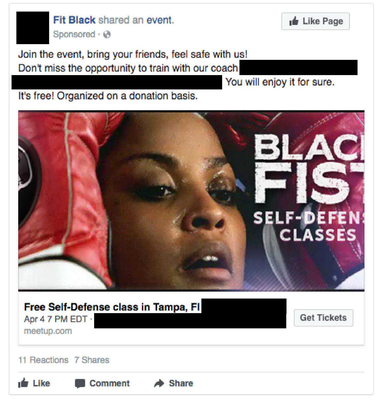 Fit Black shared an event.
Sponsored ·
Like Page
Join the event, bring your friends, feel safe with us!
Don't miss the opportunity to train with our coach
You will enjoy it for sure.
It's free! Organized on a donation basis.
BLAC
FIST
SELF-DEFENS
CLASSES
Free Self-Defense class in Tampa, Fl
Apr 4 7 PM EDT ·
meetup.com
Get Tickets
11 Reactions 7 Shares
Like Comment Share